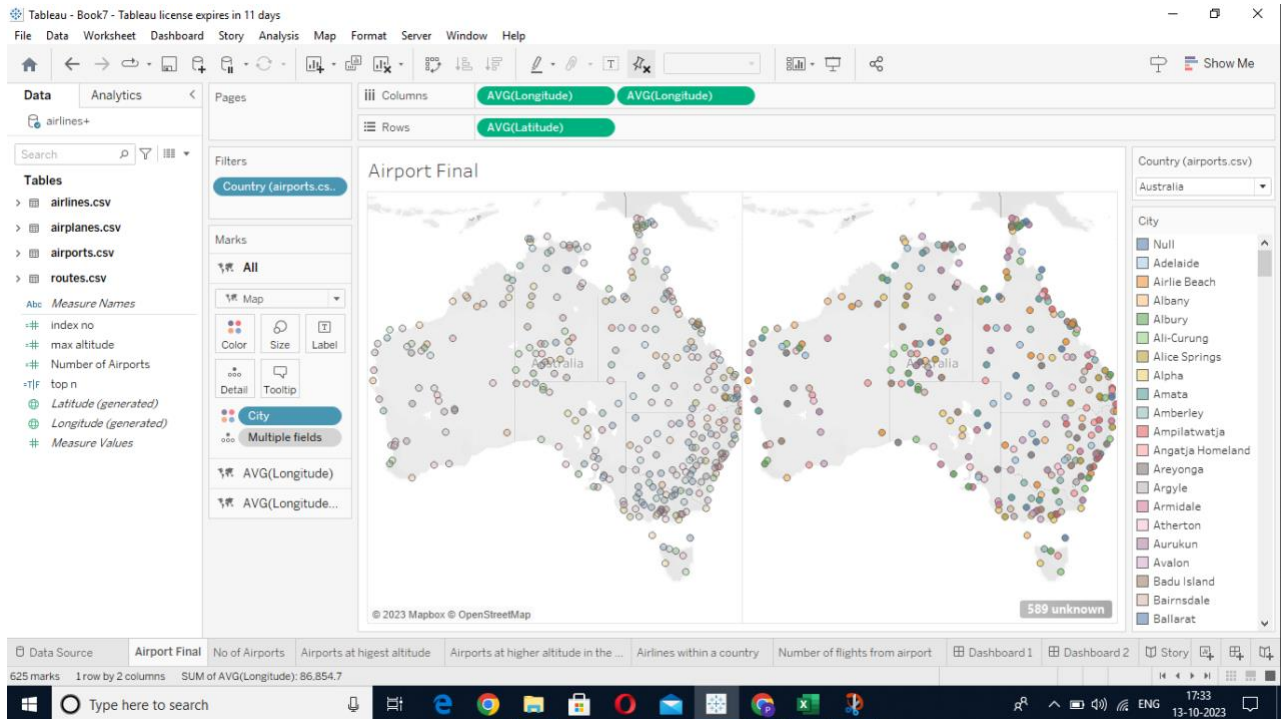 Tableau - Book7 - Tableau license expires in 11 days
File Data Worksheet Dashboard Story Analysis Map Format Server Window Help
Show Me
Data Analytics
airlines+
Search
Tables
airlines.csv
airplanes.csv
airports.csv
routes.csv
Abc Measure Names
index no
max altitude
Number of Airports
top n
Latitude (generated)
Longitude (generated)
Measure Values
Pages
Filters
Country (airports.cs..
Marks
All
Map
Color Size Label
Detail Tooltip
City
Multiple fields
AVG(Longitude)
AVG(Longitude...
Columns AVG(Longitude) AVG(Longitude)
Rows AVG(Latitude)
Airport Final
Australia Australia
© 2023 Mapbox © OpenStreetMap
589 unknown
Country (airports.csv)
Australia
City
Null
Adelaide
Airlie Beach
Albany
Albury
Ali-Curung
Alice Springs
Alpha
Amata
Amberley
Ampilatwatja
Angatja Homeland
Areyonga
Argyle
Armidale
Atherton
Aurukun
Avalon
Badu Island
Bairnsdale
Ballarat
Data Source Airport Final No of Airports Airports at higest altitude Airports at higher altitude in the ... Airlines within a country Number of flights from airport Dashboard 1 Dashboard 2 Story
625 marks 1 row by 2 columns SUM of AVG(Longitude): 86,854.7
Type here to search
ENG
17:33
13-10-2023